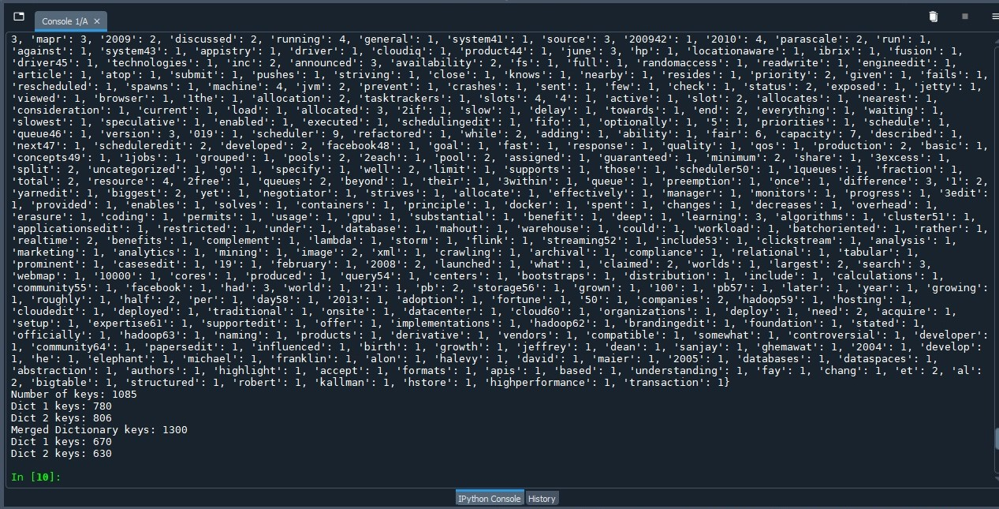 Console 1/A
3, 'mapr': 3, '2009': 2, 'discussed': 2, 'running': 4, 'general': 1, 'system41': 1, 'source': 3, '200942': 1, '2010': 4, 'parascale': 2, 'run': 1,
'against': 1, 'system43': 1, 'appistry': 1, 'driver': 1, 'cloudiq': 1, 'product44': 1, 'june': 3, 'hp': 1, 'locationaware': 1, 'ibrix': 1, 'fusion': 1,
'driver45': 1, 'technologies': 1, 'inc': 2, 'announced': 3, 'availability': 2, 'fs': 1, 'full': 1, 'randomaccess': 1, 'readwrite': 1, 'engineedit': 1,
'article': 1, 'atop': 1, 'submit': 1, 'pushes': 1, 'striving': 1, 'close': 1, 'knows': 1, 'nearby': 1, 'resides': 1, 'priority': 2, 'given': 1, 'fails': 1,
'rescheduled': 1, 'spawns': 1, 'machine': 4, 'jvm': 2, 'prevent': 1, 'crashes': 1, 'sent': 1, 'few': 1, 'check': 1, 'status': 2, 'exposed': 1, 'jetty': 1,
'viewed': 1, 'browser': 1, '1the': 1, 'allocation': 2, 'tasktrackers': 1, 'slots': 4, '4': 1, 'active': 1, 'slot': 2, 'allocates': 1, 'nearest': 1,
'consideration': 1, 'current': 1, 'load': 1, 'allocated': 3, '2if': 1, 'slow': 1, 'delay': 1, 'towards': 1, 'end': 2, 'everything': 1, 'waiting': 1,
'slowest': 1, 'speculative': 1, 'enabled': 1, 'executed': 1, 'schedulingedit': 1, 'fifo': 1, 'optionally': 1, '5': 1, 'priorities': 1, 'schedule': 1,
'queue46': 1, 'version': 3, '019': 1, 'scheduler': 9, 'refactored': 1, 'while': 2, 'adding': 1, 'ability': 1, 'fair': 6, 'capacity': 7, 'described': 1,
'next47': 1, 'scheduleredit': 2, 'developed': 2, 'facebook48': 1, 'goal': 1, 'fast': 1, 'response': 1, 'quality': 1, 'qos': 1, 'production': 2, 'basic': 1,
'concepts49': 1, '1jobs': 1, 'grouped': 1, 'pools': 2, '2each': 1, 'pool': 2, 'assigned': 1, 'guaranteed': 1, 'minimum': 2, 'share': 1, '3excess': 1,
'split': 2, 'uncategorized': 1, 'go': 1, 'specify': 1, 'well': 2, 'limit': 1, 'supports': 1, 'those': 1, 'scheduler50': 1, '1queues': 1, 'fraction': 1,
'total': 2, 'resource': 4, '2free': 1, 'queues': 2, 'beyond': 1, 'their': 1, '3within': 1, 'queue': 1, 'preemption': 1, 'once': 1, 'difference': 3, '1': 2,
'yarnedit': 1, 'biggest': 2, 'yet': 1, 'negotiator': 1, 'strives': 1, 'allocate': 1, 'effectively': 1, 'manager': 1, 'monitors': 1, 'progress': 1, '3edit':
1, 'provided': 1, 'enables': 1, 'solves': 1, 'containers': 1, 'principle': 1, 'docker': 1, 'spent': 1, 'changes': 1, 'decreases': 1, 'overhead': 1,
'erasure': 1, 'coding': 1, 'permits': 1, 'usage': 1, 'gpu': 1, 'substantial': 1, 'benefit': 1, 'deep': 1, 'learning': 3, 'algorithms': 1, 'cluster51': 1,
'applicationsedit': 1, 'restricted': 1, 'under': 1, 'database': 1, 'mahout': 1, 'warehouse': 1, 'could': 1, 'workload': 1, 'batchoriented': 1, 'rather': 1,
'realtime': 2, 'benefits': 1, 'complement': 1, 'lambda': 1, 'storm': 1, 'flink': 1, 'streaming52': 1, 'include53': 1, 'clickstream': 1, 'analysis': 1,
'marketing': 1, 'analytics': 1, 'mining': 1, 'image': 2, 'xml': 1, 'crawling': 1, 'archival': 1, 'compliance': 1, 'relational': 1, 'tabular': 1,
'prominent': 1, 'casesedit': 1, '19': 1, 'february': 1, '2008': 2, 'launched': 1, 'what': 1, 'claimed': 2, 'worlds': 1, 'largest': 2, 'search': 3,
'webmap': 1, '10000': 1, 'cores': 1, 'produced': 1, 'query54': 1, 'centers': 1, 'bootstraps': 1, 'distribution': 1, 'include': 1, 'calculations': 1,
'community55': 1, 'facebook': 1, 'had': 3, 'world': 1, '21': 1, 'pb': 2, 'storage56': 1, 'grown': 1, '100': 1, 'pb57': 1, 'later': 1, 'year': 1, 'growing':
1, 'roughly': 1, 'half': 2, 'per': 1, 'day58': 1, '2013': 1, 'adoption': 1, 'fortune': 1, '50': 1, 'companies': 2, 'hadoop59': 1, 'hosting': 1,
'cloudedit': 1, 'deployed': 1, 'traditional': 1, 'onsite': 1, 'datacenter': 1, 'cloud60': 1, 'organizations': 1, 'deploy': 1, 'need': 2, 'acquire': 1,
'setup': 1, 'expertise61': 1, 'supportedit': 1, 'offer': 1, 'implementations': 1, 'hadoop62': 1, 'brandingedit': 1, 'foundation': 1, 'stated': 1,
'officially': 1, 'hadoop63': 1, 'naming': 1, 'products': 1, 'derivative': 1, 'vendors': 1, 'compatible': 1, 'somewhat': 1, 'controversial': 1, 'developer':
1, 'community64': 1, 'papersedit': 1, 'influenced': 1, 'birth': 1, 'growth': 1, 'jeffrey': 1, 'dean': 1, 'sanjay': 1, 'ghemawat': 1, '2004': 1, 'develop':
1, 'he': 1, 'elephant': 1, 'michael': 1, 'franklin': 1, 'alon': 1, 'halevy': 1, 'david': 1, 'maier': 1, '2005': 1, 'databases': 1, 'dataspaces': 1,
'abstraction': 1, 'authors': 1, 'highlight': 1, 'accept': 1, 'formats': 1, 'apis': 1, 'based': 1, 'understanding': 1, 'fay': 1, 'chang': 1, 'et': 2, 'al':
2, 'bigtable': 1, 'structured': 1, 'robert': 1, 'kallman': 1, 'hstore': 1, 'highperformance': 1, 'transaction': 1}
Number of keys: 1085
Dict 1 keys: 780
Dict 2 keys: 806
Merged Dictionary keys: 1300
Dict 1 keys: 670
Dict 2 keys: 630
In [10]:
IPython Console
History